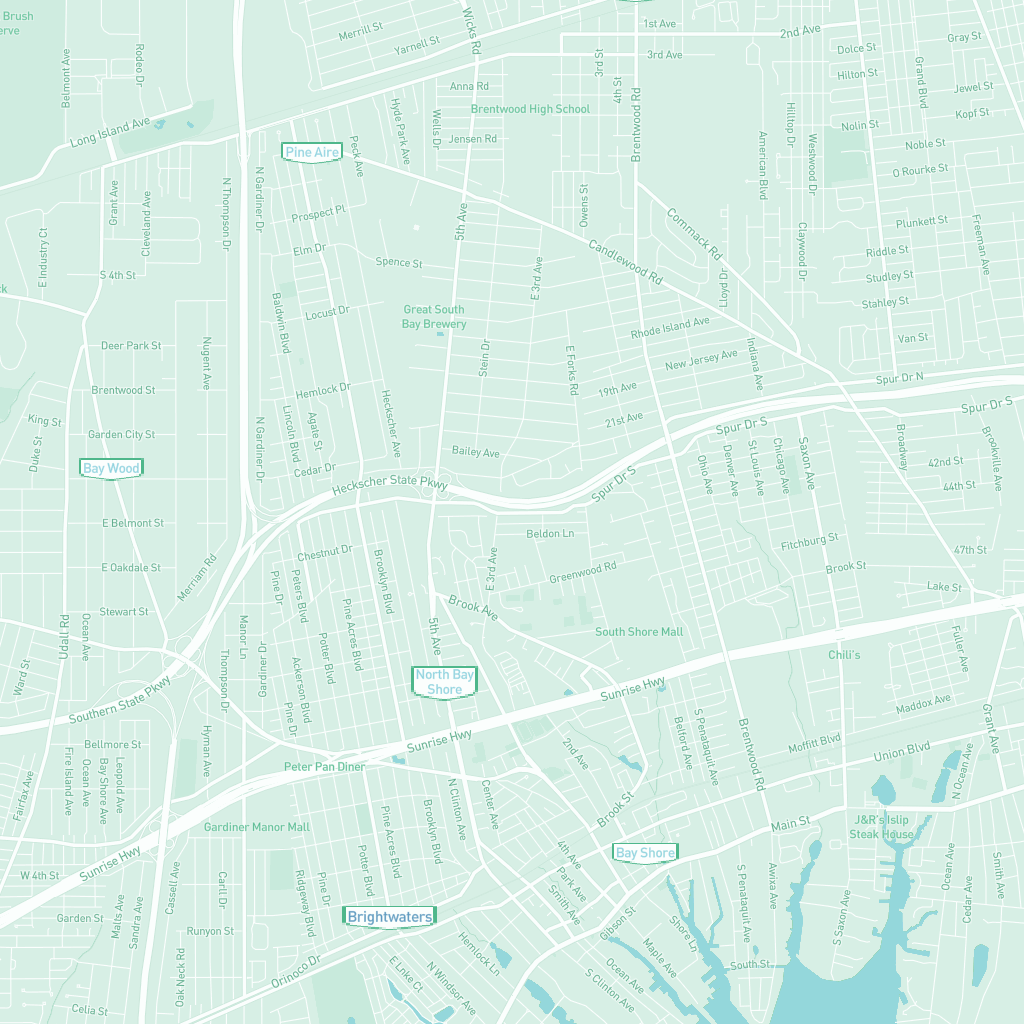 Brush
erve
Belmont Ave
Rodeo Dr
Merrill St
Yarnell St
Wicks Rd
1st Ave
2nd Ave
3rd Ave
3rd St
4th St
Dolce St
Hilton St
Gray St
Grand Blvd
Jewel St
Kopf St
Long Island Ave
Hyde Park Ave
Wells Dr
Anna Rd
Brentwood High School
Jensen Rd
Brentwood Rd
Hilltop Dr
American Blvd
Westwood Dr
Nolin St
Noble St
O Rourke St
Pine Aire
Peck Ave
Grant Ave
Cleveland Ave
N Thompson Dr
N Gardiner Dr
Prospect Pl
5th Ave
Owens St
Commack Rd
Plunkett St
Freeman Ave
E Industry Ct
Elm Dr
Spence St
Candlewood Rd
Claywood Dr
Riddle St
S 4th St
E 3rd Ave
Lloyd Dr
Studley St
ck
Baldwin Blvd
Locust Dr
Great South
Bay Brewery
Stahley St
Rhode Island Ave
Van St
Deer Park St
Nugent Ave
Stein Dr
E Forks Rd
New Jersey Ave
Indiana Ave
Brentwood St
Hemlock Dr
Heckscher Ave
19th Ave
Spur Dr N
King St
Lincoln Blvd
Agate St
21st Ave
Spur Dr S
Spur Dr S
Duke St
Garden City St
N Gardiner Dr
Bailey Ave
Saxon Ave
Broadway
Brookville Ave
Bay Wood
Cedar Dr
Heckscher State Pkwy
Spur Dr S
Ohio Ave
Denver Ave
St Louis Ave
Chicago Ave
42nd St
44th St
E Belmont St
Beldon Ln
Chestnut Dr
Brooklyn Blvd
E 3rd Ave
Greenwood Rd
Fitchburg St
47th St
E Oakdale St
Merriam Rd
Pine Dr
Peters Blvd
Brook St
Lake St
Stewart St
Udall Rd
Ocean Ave
Manor Ln
Pine Acres Blvd
Brook Ave
5th Ave
South Shore Mall
Fuller Ave
Ward St
Gardiner Dr
Potter Blvd
Chili's
Thompson Dr
Ackerson Blvd
North Bay
Shore
Sunrise Hwy
Southern State Pkwy
Pine Dr
Maddox Ave
Grant Ave
Bellmore St
Hyman Ave
Sunrise Hwy
2nd Ave
Belford Ave
S Penataquit Ave
Brentwood Rd
Moffitt Blvd
Union Blvd
Fire Island Ave
Ocean Ave
Bay Shore Ave
Leopold Ave
Peter Pan Diner
Fairfax Ave
N Clinton Ave
Center Ave
N Ocean Ave
Pine Acres Blvd
Brooklyn Blvd
Brook St
Gardiner Manor Mall
Main St
J&R's Islip
Steak House
Sunrise Hwy
4th Ave
Bay Shore
W 4th St
Potter Blvd
Park Ave
Cassell Ave
Carll Dr
Ridgeway Blvd
Pine Dr
Smith Ave
S Penataquit Ave
Awixa Ave
S Saxon Ave
Ocean Ave
Cedar Ave
Smith Ave
Garden St
Malts Ave
Sandra Ave
Brightwaters
Gibson St
Shore Ln
Runyon St
Oak Neck Rd
Orinoco Dr
E Lnke Ct
Hemlock Ln
Maple Ave
South St
N Windsor Ave
Ocean Ave
S Clinton Ave
Celia St